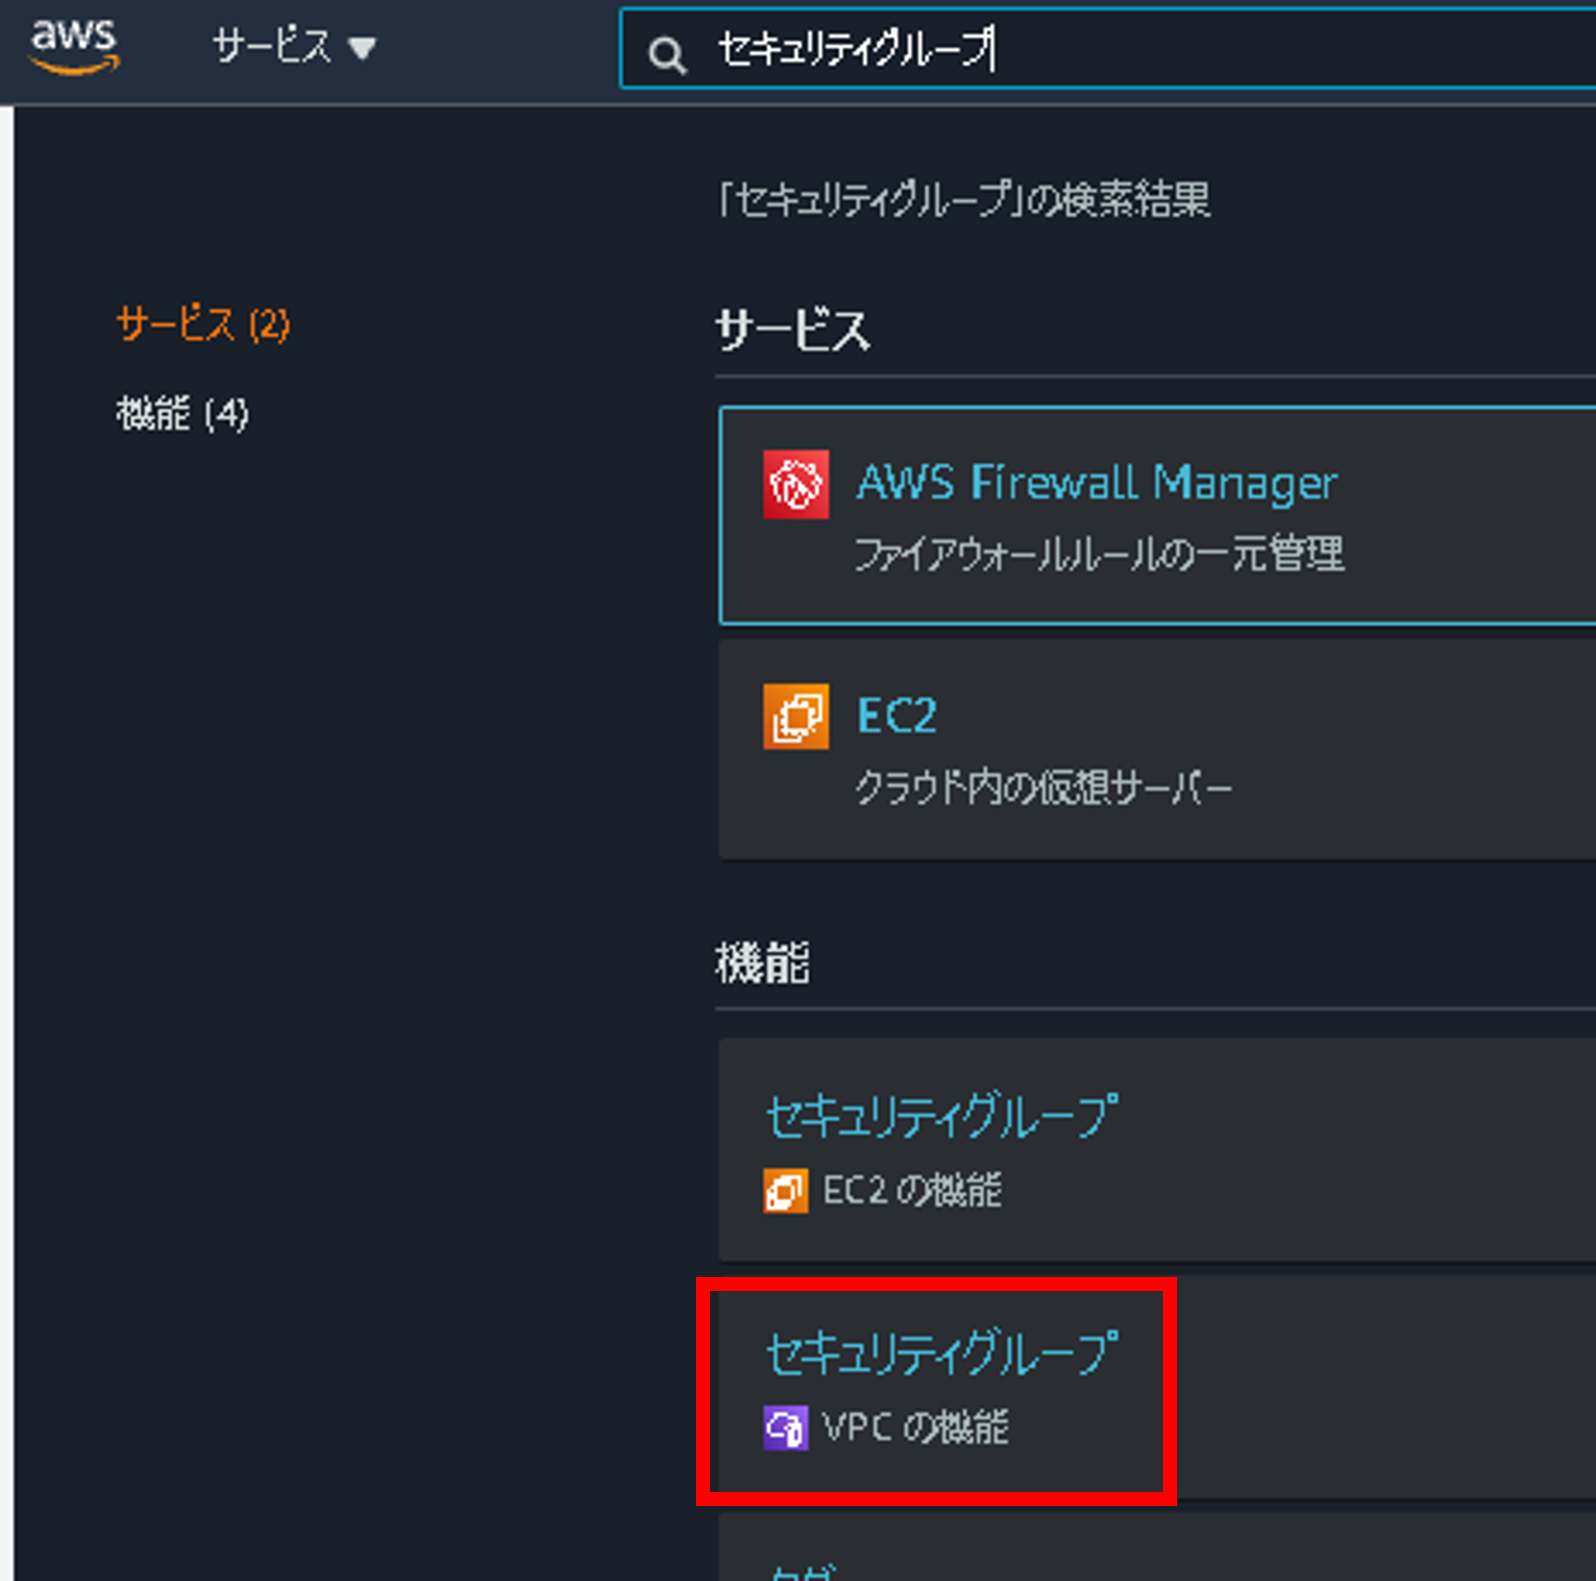 aws サービス ▼ セキュリティグループ
「セキュリティグループ」の検索結果
サービス (2)
機能 (4)
サービス
AWS Firewall Manager
ファイアウォールルールの一元管理
EC2
クラウド内の仮想サーバー
機能
セキュリティグループ
EC2 の機能
セキュリティグループ
VPC の機能